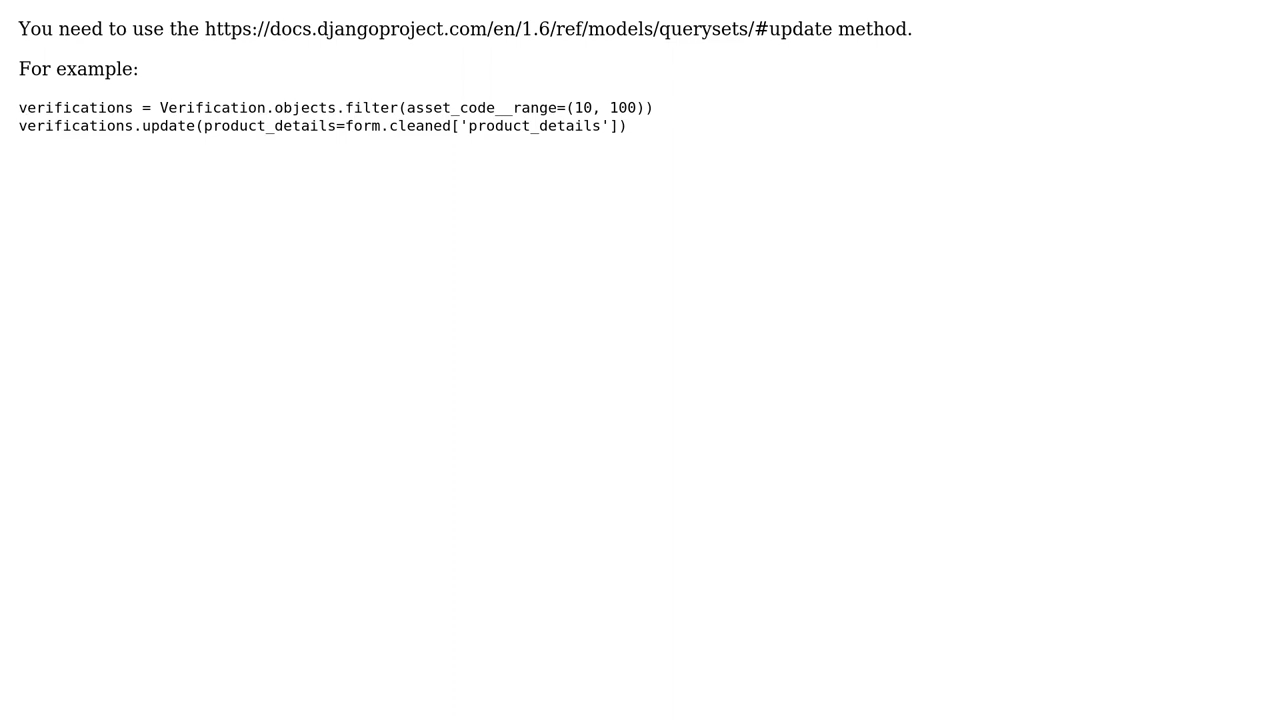 You need to use the https://docs.djangoproject.com/en/1.6/ref/models/querysets/#update method.
For example:
verifications = Verification.objects.filter(asset_code__range=(10, 100))
verifications.update(product_details=form.cleaned['product_details'])